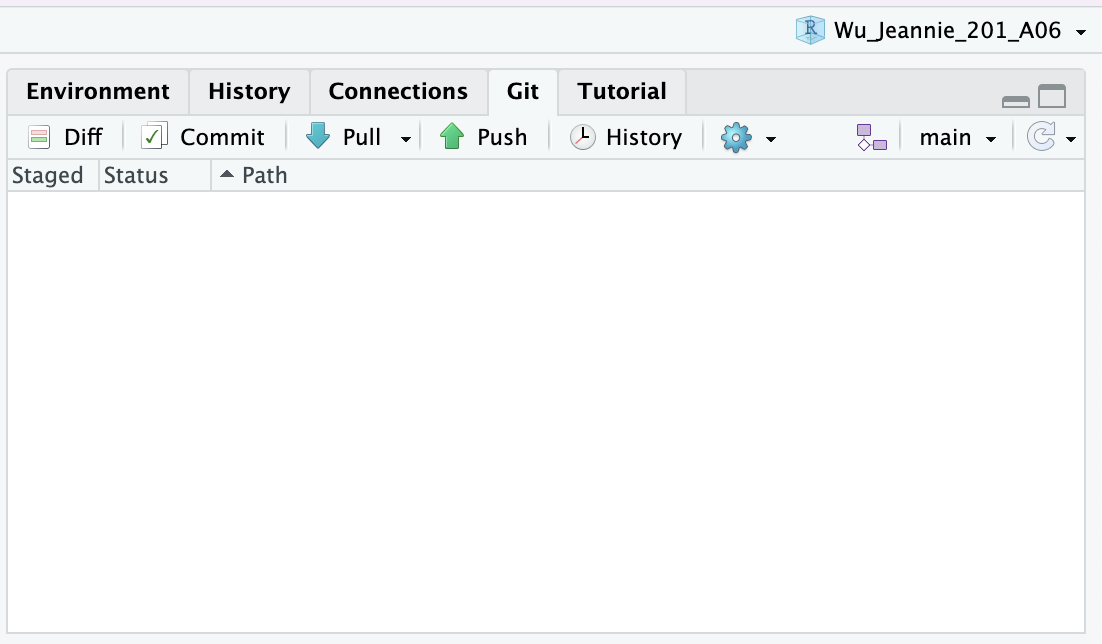 Wu_Jeannie_201_A06
Environment History Connections Git Tutorial
Diff Commit Pull Push History main
Staged Status Path